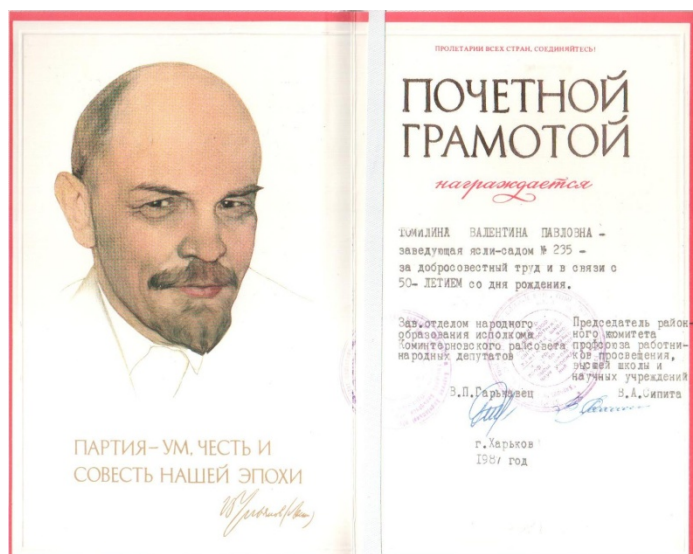 ПАРТИЯ – УМ, ЧЕСТЬ И
СОВЕСТЬ НАШЕЙ ЭПОХИ
ПРОЛЕТАРИИ ВСЕХ СТРАН, СОЕДИНЯЙТЕСЬ!
ПОЧЕТНОЙ
ГРАМОТОЙ
награждается
ТОМИЛИНА ВАЛЕНТИНА ПАВЛОВНА –
заведующая ясли-садом № 235 –
за добросовестный труд и в связи с
50- ЛЕТИЕМ со дня рождения.
Зав.отделом народного
образования исполкома
Коминтерновского райсовета
народных депутатов
В.П.Гарькавец
Председатель район-
ного комитета
профсоюза работни-
ков просвещения,
высшей школы и
научных учреждений
В.А.Сипита
г.Харьков
1987 год